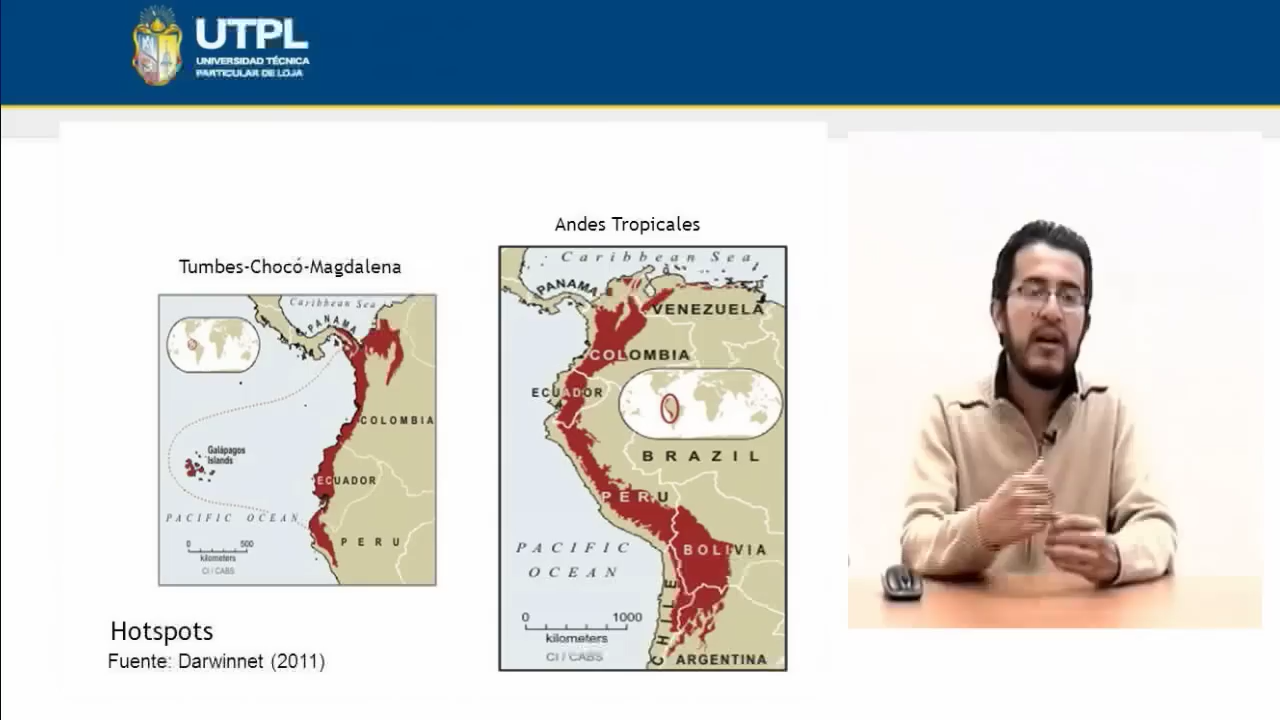 UTPL
UNIVERSIDAD TÉCNICA
PARTICULAR DE LOJA
Andes Tropicales
Tumbes-Chocó-Magdalena
Caribbean Sea
PANAMA
COLOMBIA
Galápagos
Islands
ECUADOR
PACIFIC OCEAN
PERU
0 500
kilometers
CI / CABS
Caribbean Sea
PANAMA
VENEZUELA
COLOMBIA
ECUADOR
BRAZIL
PERU
BOLIVIA
PACIFIC
OCEAN
CHILE
0 1000
kilometers
CI / CABS
ARGENTINA
Hotspots
Fuente: Darwinnet (2011)